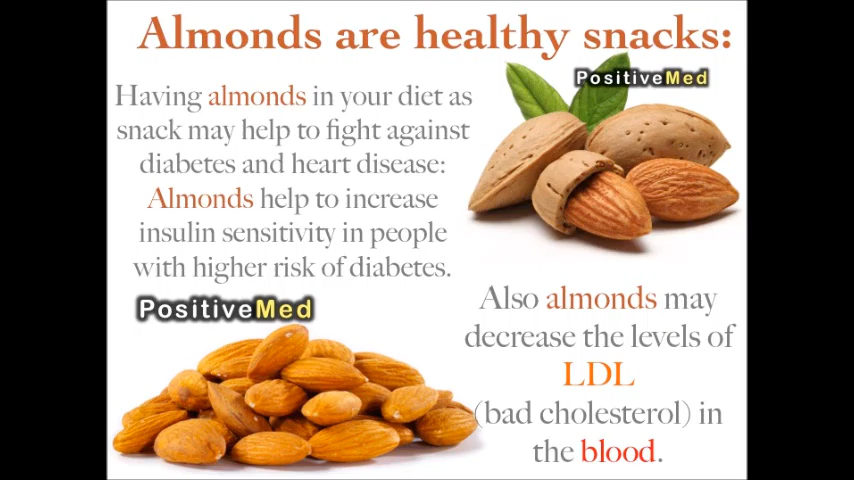 Almonds are healthy snacks:
PositiveMed
Having almonds in your diet as
snack may help to fight against
diabetes and heart disease:
Almonds help to increase
insulin sensitivity in people
with higher risk of diabetes.
PositiveMed
Also almonds may
decrease the levels of
LDL
(bad cholesterol) in
the blood.